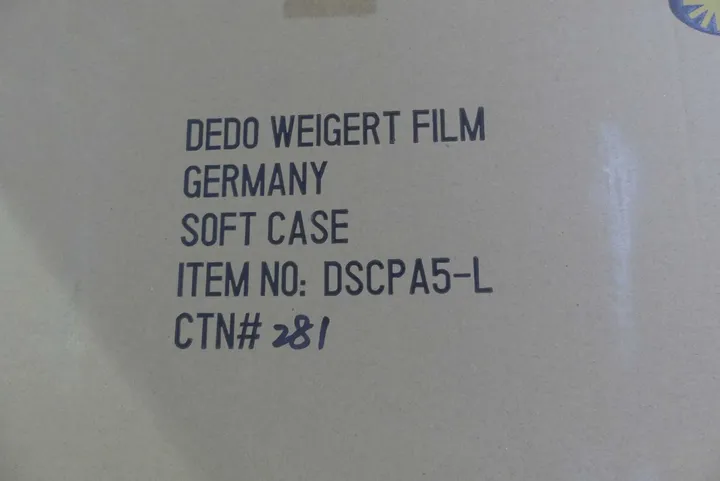 DEDO WEIGERT FILM
GERMANY
SOFT CASE
ITEM NO: DSCPA5-L
CTN# 281